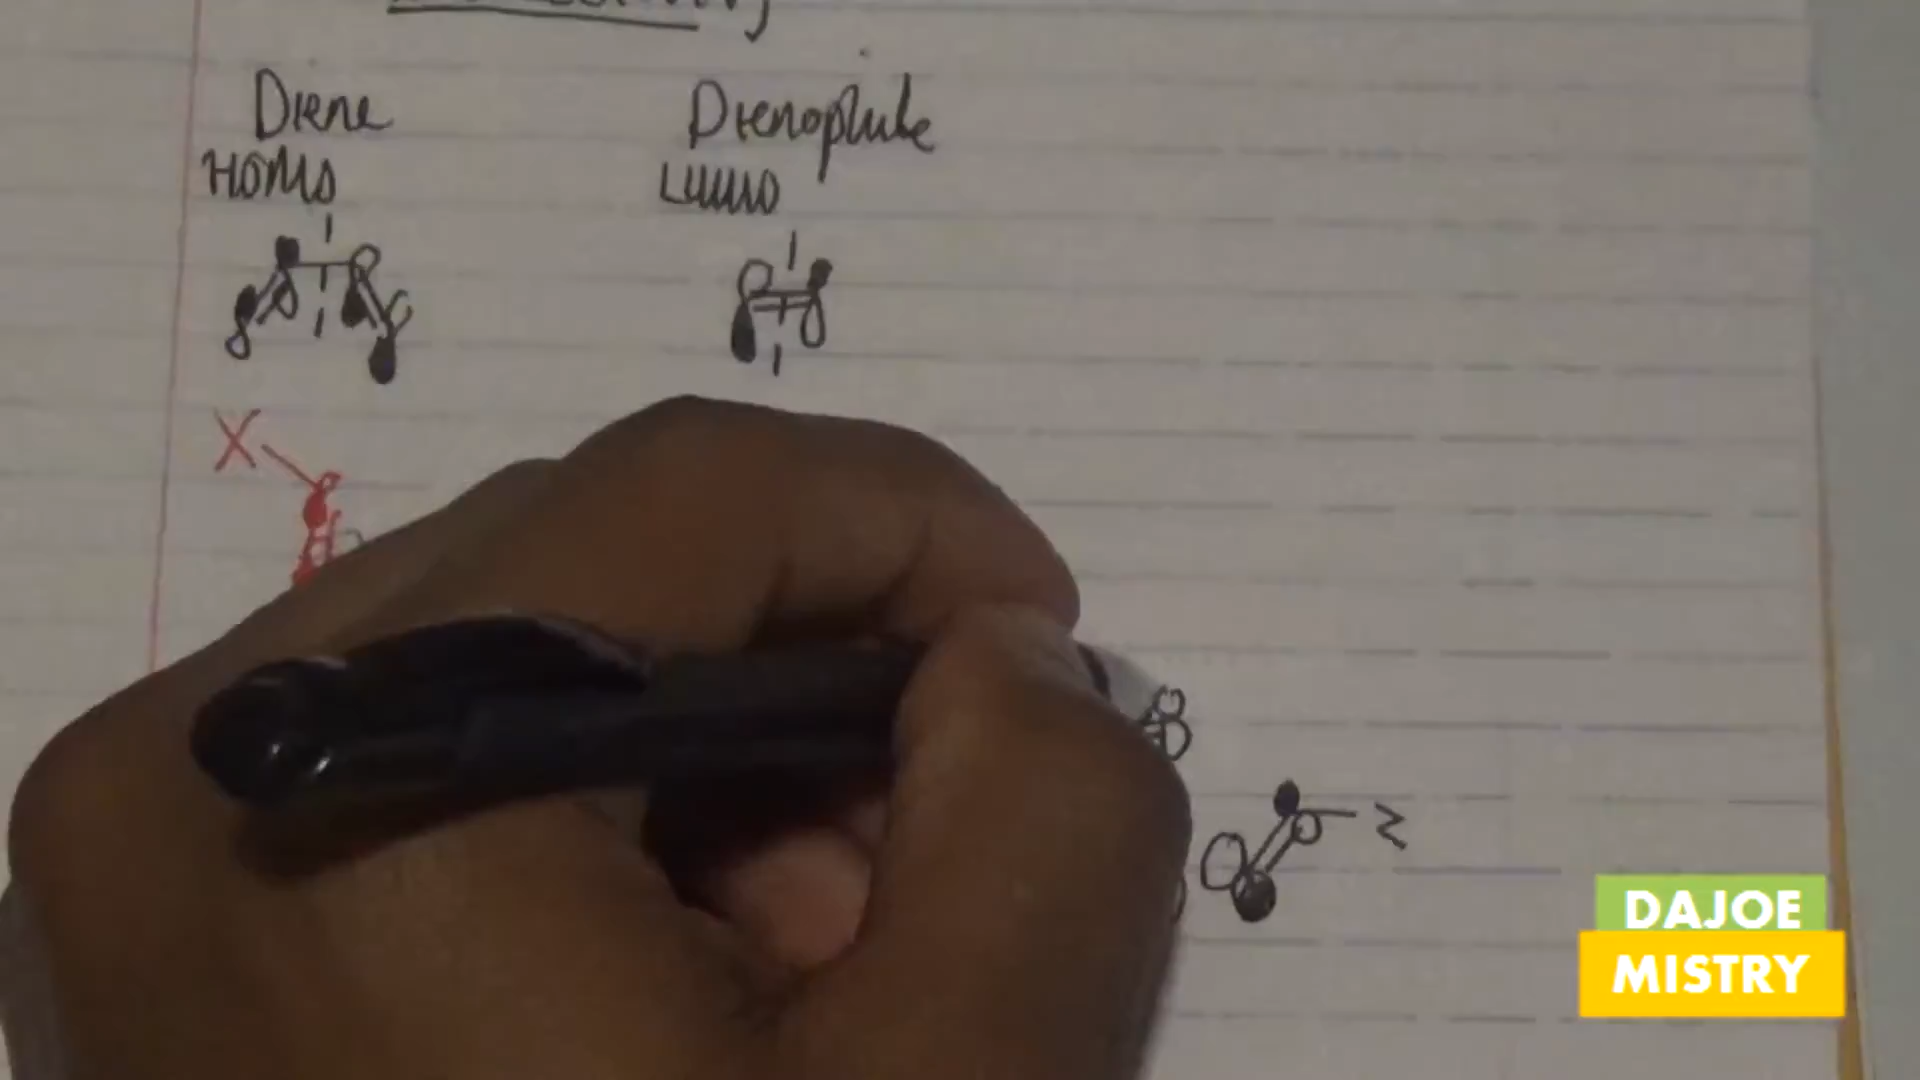 Diene Dienophile
HOMO LUMO
X
Z
DAJOE
MISTRY